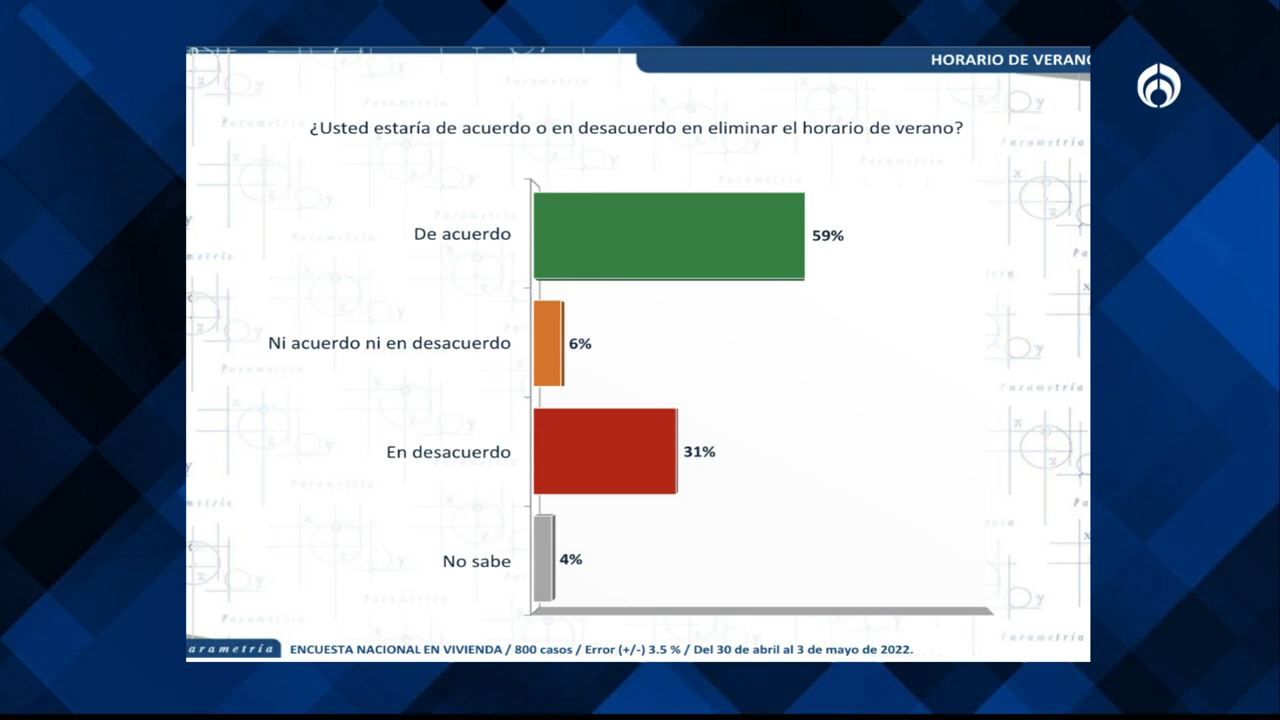 HORARIO DE VERANO
¿Usted estaría de acuerdo o en desacuerdo en eliminar el horario de verano?
De acuerdo
59%
Ni acuerdo ni en desacuerdo
6%
En desacuerdo
31%
No sabe
4%
arametría
ENCUESTA NACIONAL EN VIVIENDA / 800 casos / Error (+/-) 3.5 % / Del 30 de abril al 3 de mayo de 2022.